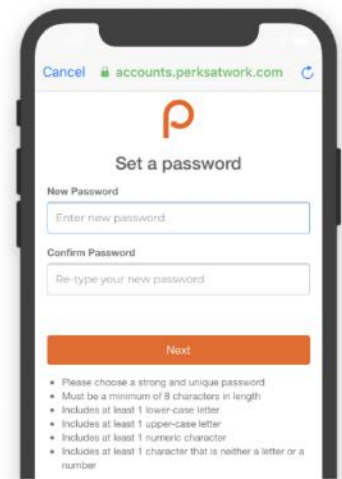 Cancel accounts.perksatwork.com
Set a password
New Password
Enter new password
Confirm Password
Re-type your new password
Next
• Please choose a strong and unique password
• Must be a minimum of 8 characters in length
• Includes at least 1 lower-case letter
• Includes at least 1 upper-case letter
• Includes at least 1 numeric character
• Includes at least 1 character that is neither a letter or a
number